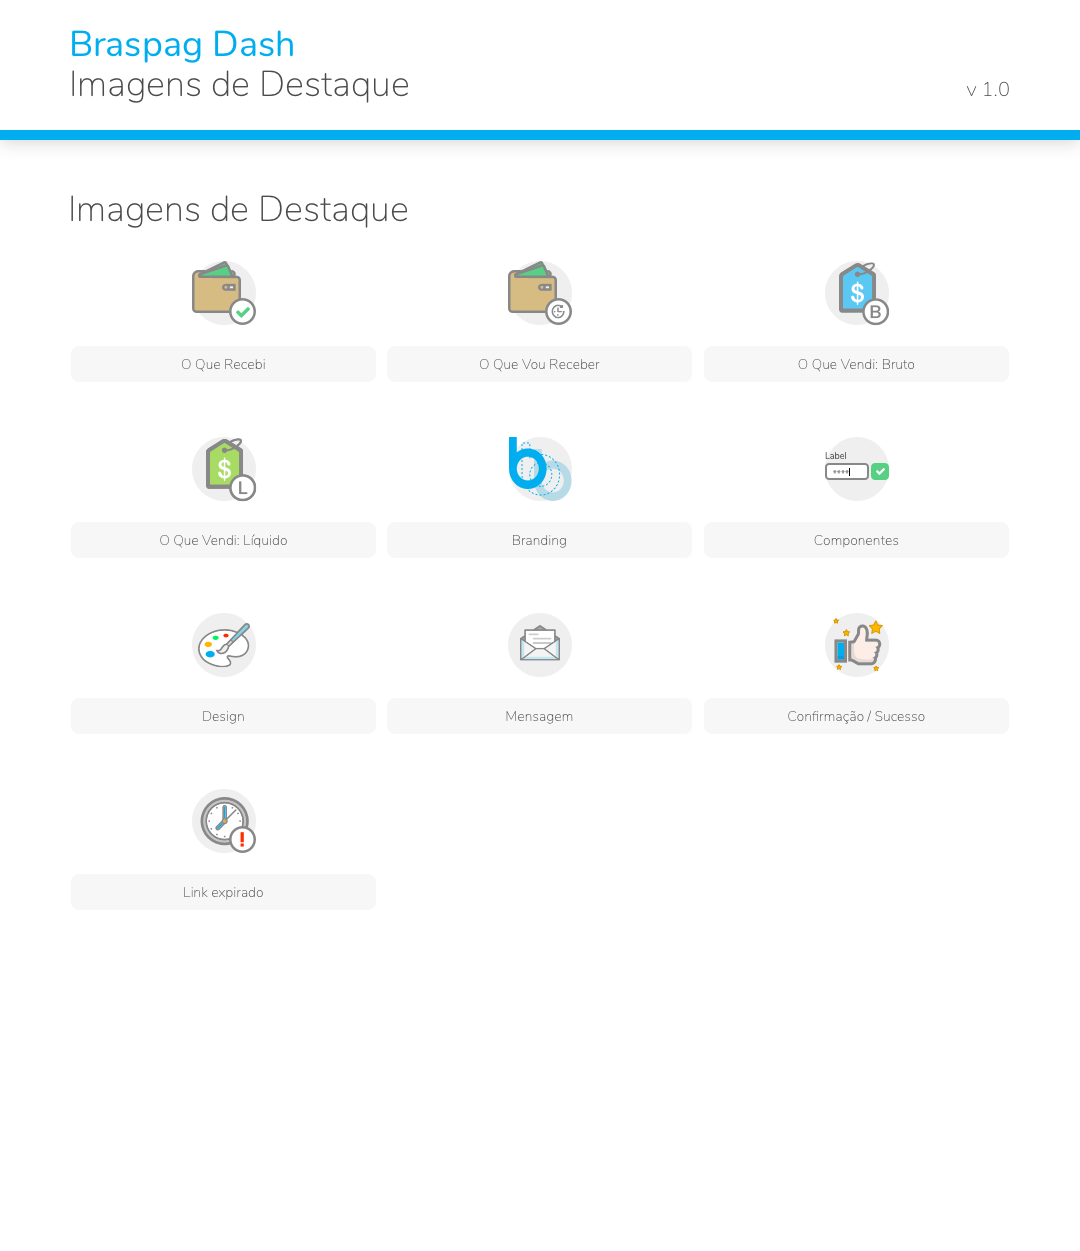 Braspag Dash
Imagens de Destaque
v 1.0
Imagens de Destaque
$
B
O Que Recebi
O Que Vou Receber
O Que Vendi: Bruto
$
L
b
Label
****
O Que Vendi: Líquido
Branding
Componentes
Design
Mensagem
Confirmação / Sucesso
!
Link expirado